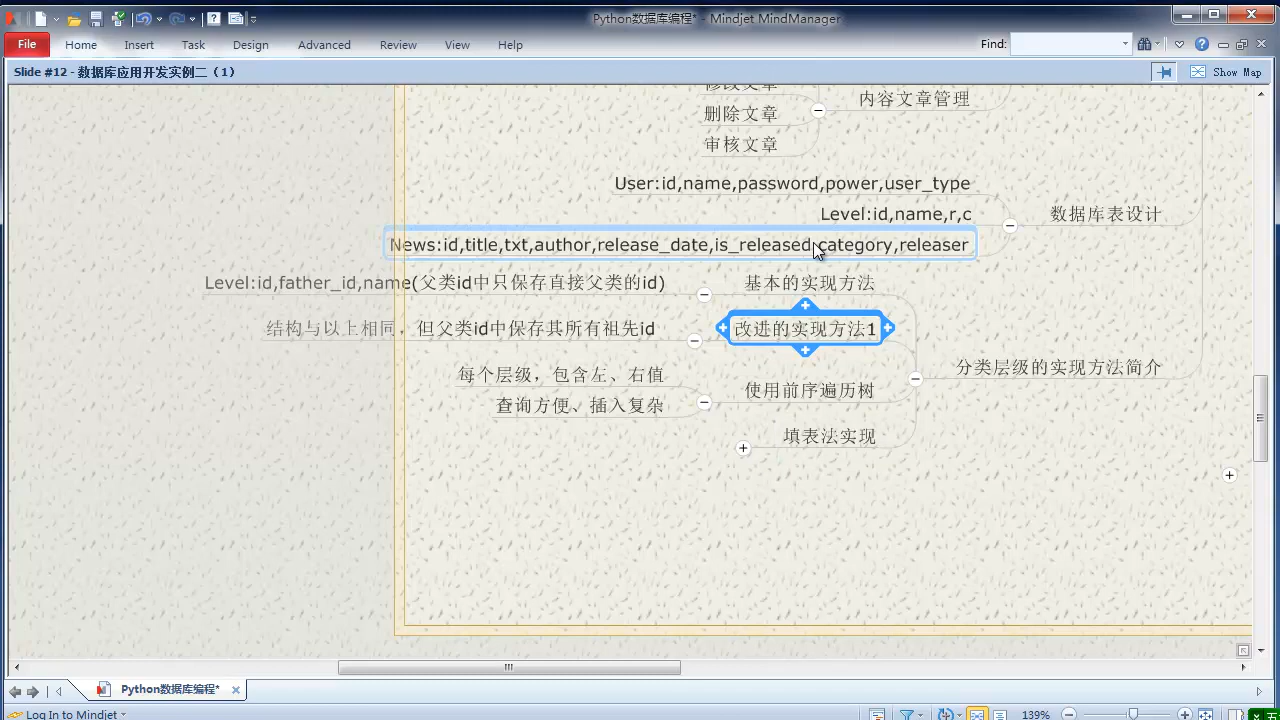 Python数据库编程* - Mindjet MindManager
File Home Insert Task Design Advanced Review View Help Find:
Slide #12 - 数据库应用开发实例二（1） Show Map
修改文章
内容文章管理
删除文章
审核文章
User:id,name,password,power,user_type
Level:id,name,r,c
数据库表设计
News:id,title,txt,author,release_date,is_released,category,releaser
Level:id,father_id,name(父类id中只保存直接父类的id)
基本的实现方法
结构与以上相同，但父类id中保存其所有祖先id
改进的实现方法1
分类层级的实现方法简介
每个层级，包含左、右值
使用前序遍历树
查询方便、插入复杂
填表法实现
Python数据库编程*
Log In to Mindjet
139%